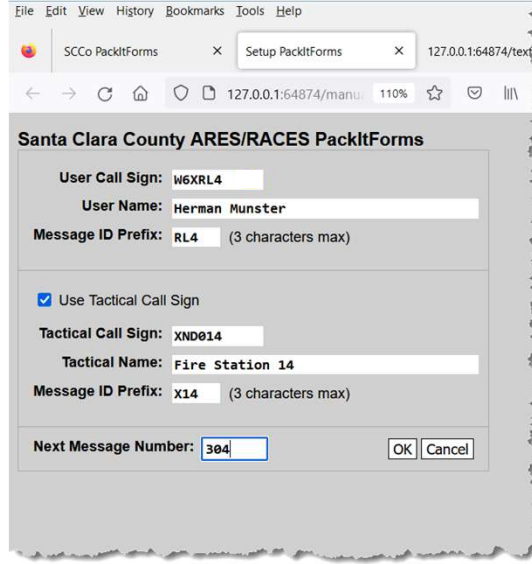 File Edit View History Bookmarks Tools Help
SCCo PackItForms × Setup PackItForms × 127.0.0.1:64874/text
127.0.0.1:64874/manu 110%
Santa Clara County ARES/RACES PackItForms
User Call Sign: W6XRL4
User Name: Herman Munster
Message ID Prefix: RL4 (3 characters max)
Use Tactical Call Sign
Tactical Call Sign: XND014
Tactical Name: Fire Station 14
Message ID Prefix: X14 (3 characters max)
Next Message Number: 304 OK Cancel